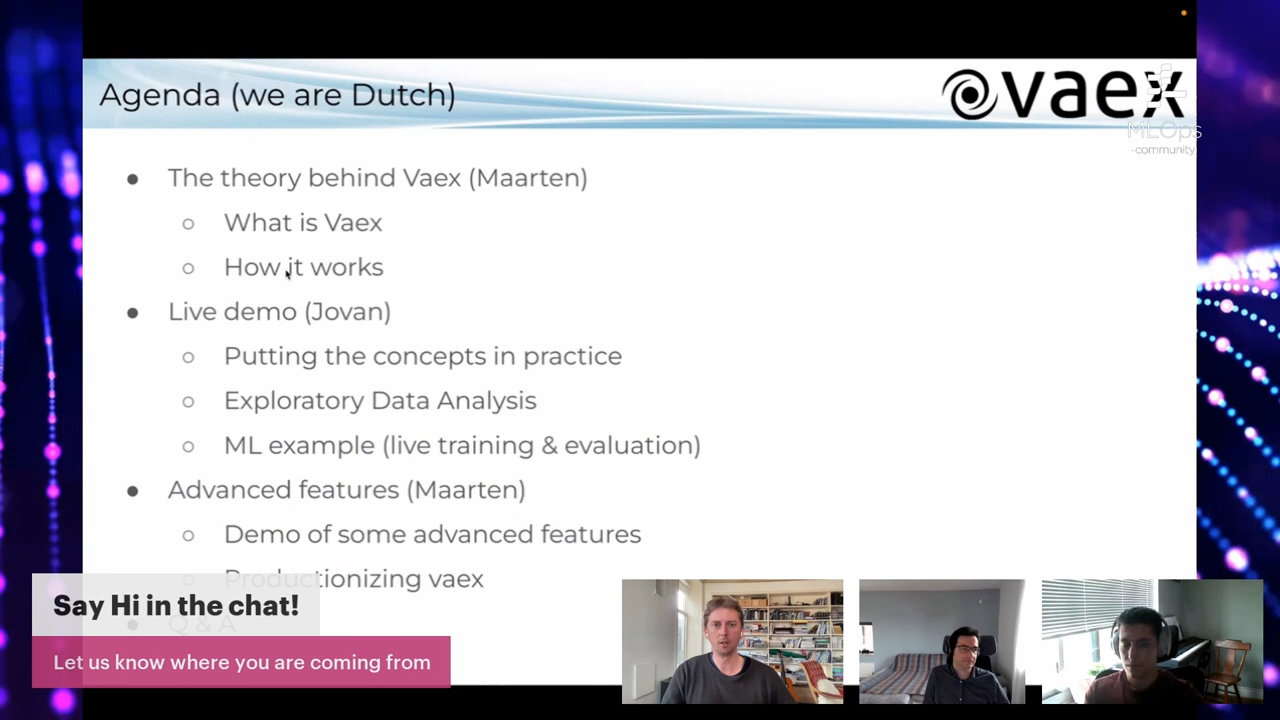 Agenda (we are Dutch)
vaex
MLOps
community
● The theory behind Vaex (Maarten)
○ What is Vaex
○ How it works
● Live demo (Jovan)
○ Putting the concepts in practice
○ Exploratory Data Analysis
○ ML example (live training & evaluation)
● Advanced features (Maarten)
○ Demo of some advanced features
○ Productionizing vaex
● Q & A
Say Hi in the chat!
Let us know where you are coming from